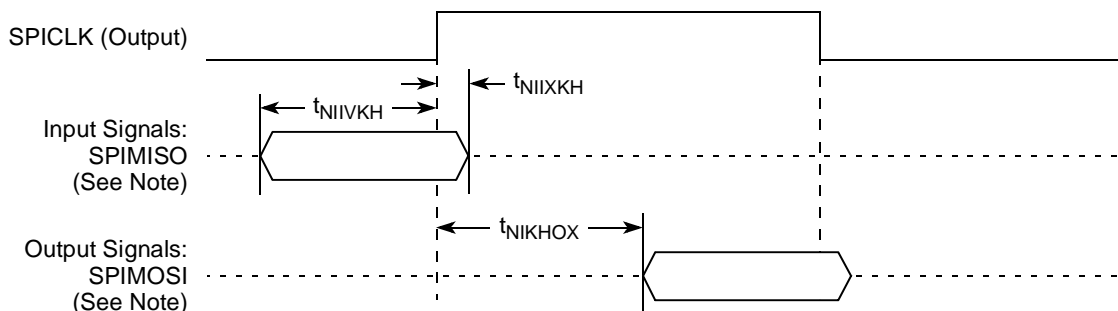 SPICLK (Output)
tNIIXKH
tNIIVKH
Input Signals:
SPIMISO
(See Note)
tNIKHOX
Output Signals:
SPIMOSI
(See Note)